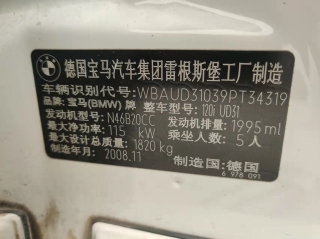 德国宝马汽车集团雷根斯堡工厂制造
车辆识别代号:WBAUD31039PT34319
品牌:宝马(BMW)牌 整车型号:120i UD31
发动机型号:N46B20CC 发动机排量:1995ml
最大净功率:115 kW 乘坐人数:5人
最大设计总质量:1820kg
制造年月:2008.11 制造国:德国
6 978 091